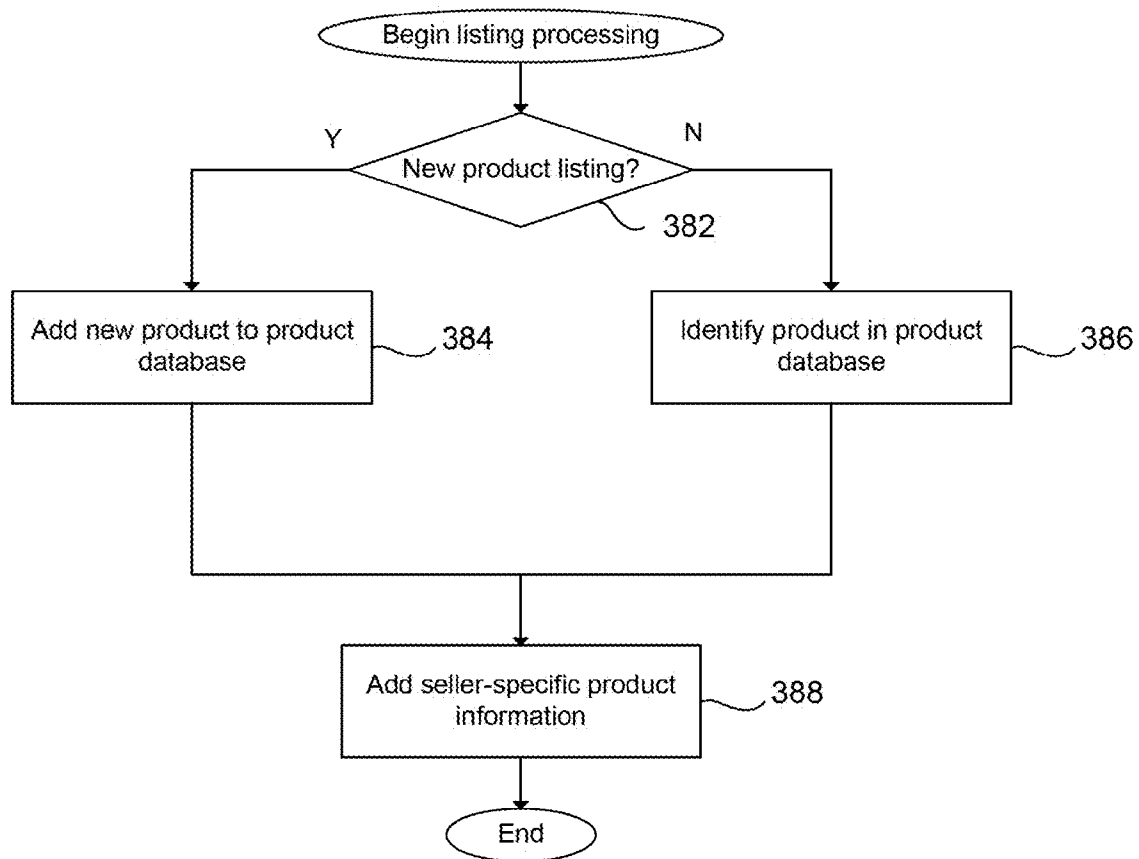 Begin listing processing
Y
N
New product listing?
382
Add new product to product
database
384
Identify product in product
database
386
Add seller-specific product
information
388
End